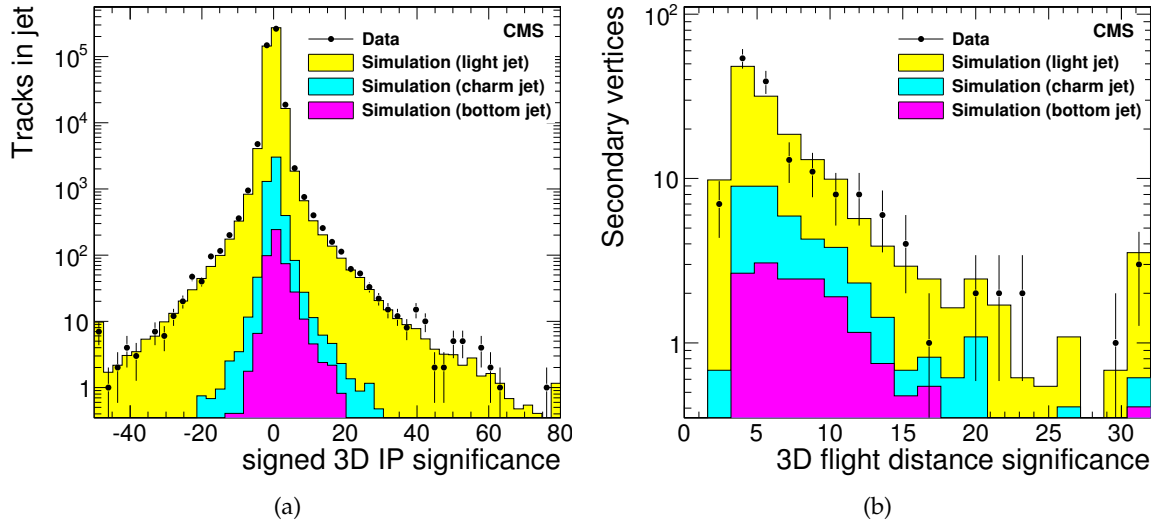 CMS
Data
Simulation (light jet)
Simulation (charm jet)
Simulation (bottom jet)
Tracks in jet
10^5
10^4
10^3
10^2
10
1
-40 -20 0 20 40 60 80
signed 3D IP significance
(a)
CMS
Data
Simulation (light jet)
Simulation (charm jet)
Simulation (bottom jet)
Secondary vertices
10^2
10
1
0 5 10 15 20 25 30
3D flight distance significance
(b)